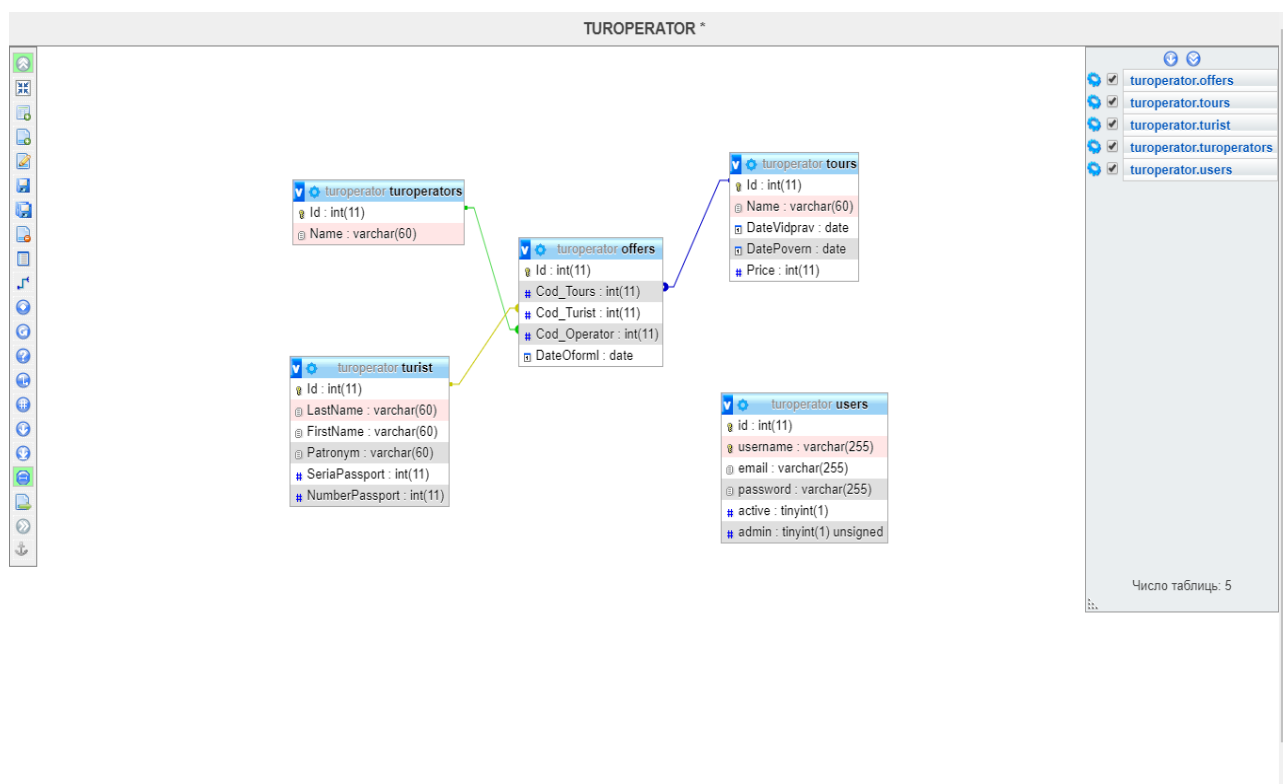 TUROPERATOR *
turoperator.offers
turoperator.tours
turoperator.turist
turoperator.turoperators
turoperator.users
turoperator tours
Id : int(11)
Name : varchar(60)
DateVidprav : date
DatePovern : date
# Price : int(11)
turoperator turoperators
Id : int(11)
Name : varchar(60)
turoperator offers
Id : int(11)
# Cod_Tours : int(11)
# Cod_Turist : int(11)
# Cod_Operator : int(11)
DateOforml : date
turoperator turist
Id : int(11)
LastName : varchar(60)
FirstName : varchar(60)
Patronym : varchar(60)
# SeriaPassport : int(11)
# NumberPassport : int(11)
turoperator users
id : int(11)
username : varchar(255)
email : varchar(255)
password : varchar(255)
# active : tinyint(1)
# admin : tinyint(1) unsigned
Число таблиць: 5